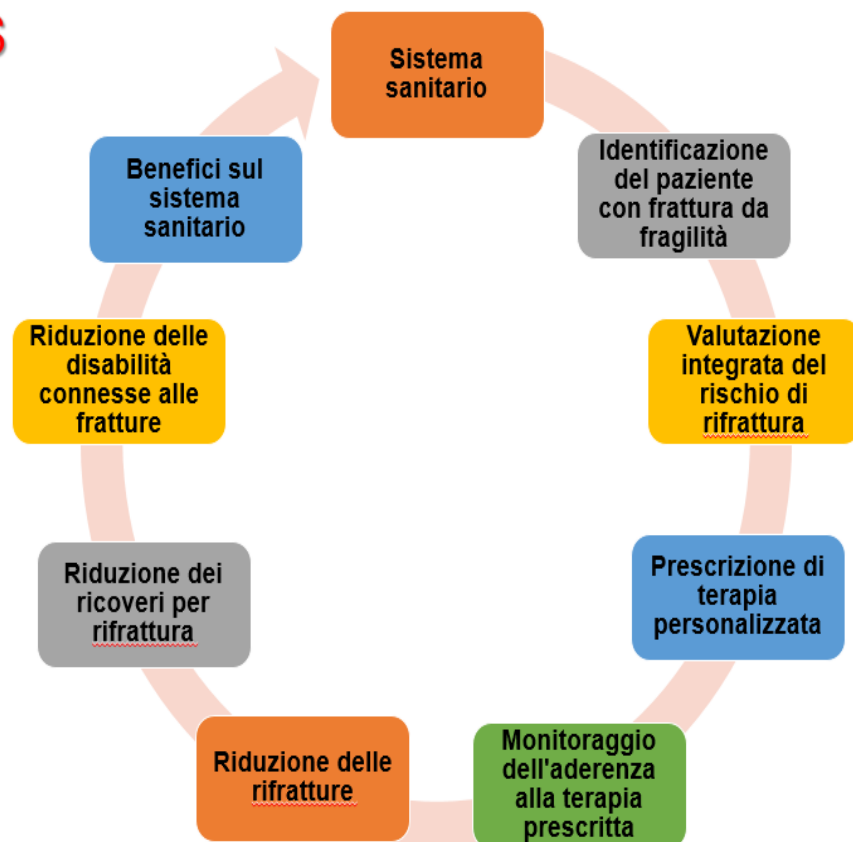 S
Sistema
sanitario
Identificazione
del paziente
con frattura da
fragilità
Valutazione
integrata del
rischio di
rifrattura
Prescrizione di
terapia
personalizzata
Monitoraggio
dell'aderenza
alla terapia
prescritta
Riduzione delle
rifratture
Riduzione dei
ricoveri per
rifrattura
Riduzione delle
disabilità
connesse alle
fratture
Benefici sul
sistema
sanitario